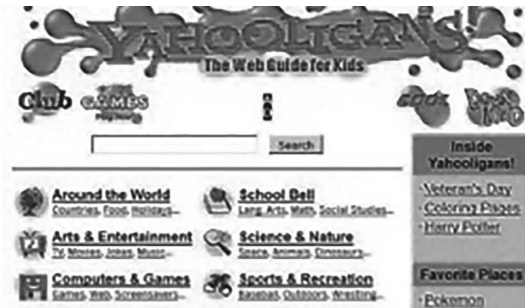 YAHOOLIGANS!
The Web Guide for Kids
Club GAMES COOL
Search
Around the World
Countries, Food, Holidays...
School Bell
Lang. Arts, Math, Social Studies...
Arts & Entertainment
TV, Movies, Jokes, Music...
Science & Nature
Space, Animals, Dinosaurs...
Computers & Games
Games, Web, Screensavers...
Sports & Recreation
Baseball, Outdoors, Wrestling...
Inside
Yahooligans!
·Veteran's Day
·Coloring Pages
·Harry Potter
Favorite Places
·Pokemon